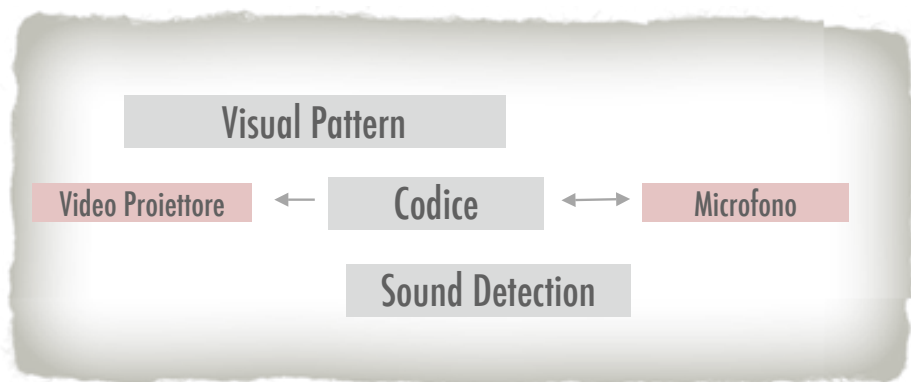 Visual Pattern
Video Proiettore
Codice
Microfono
Sound Detection